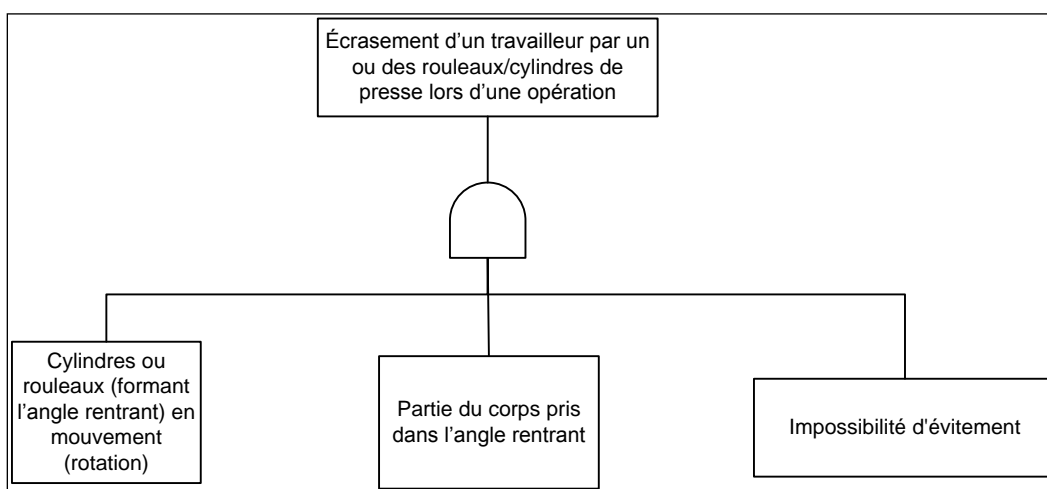 Écrasement d'un travailleur par un
ou des rouleaux/cylindres de
presse lors d'une opération
Cylindres ou
rouleaux (formant
l'angle rentrant) en
mouvement
(rotation)
Partie du corps pris
dans l'angle rentrant
Impossibilité d'évitement